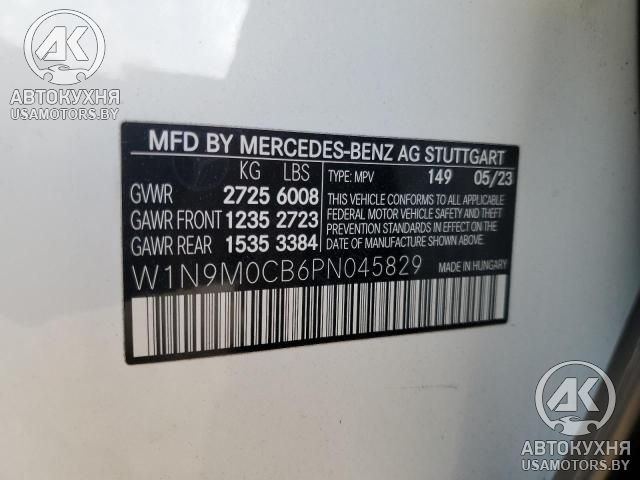 АК
АВТОКУХНЯ
USAMOTORS.BY
MFD BY MERCEDES-BENZ AG STUTTGART
KG LBS TYPE: MPV 149 05/23
GVWR 2725 6008
GAWR FRONT 1235 2723
GAWR REAR 1535 3384
THIS VEHICLE CONFORMS TO ALL APPLICABLE
FEDERAL MOTOR VEHICLE SAFETY AND THEFT
PREVENTION STANDARDS IN EFFECT ON THE
DATE OF MANUFACTURE SHOWN ABOVE.
W1N9M0CB6PN045829 MADE IN HUNGARY
АК
АВТОКУХНЯ
USAMOTORS.BY